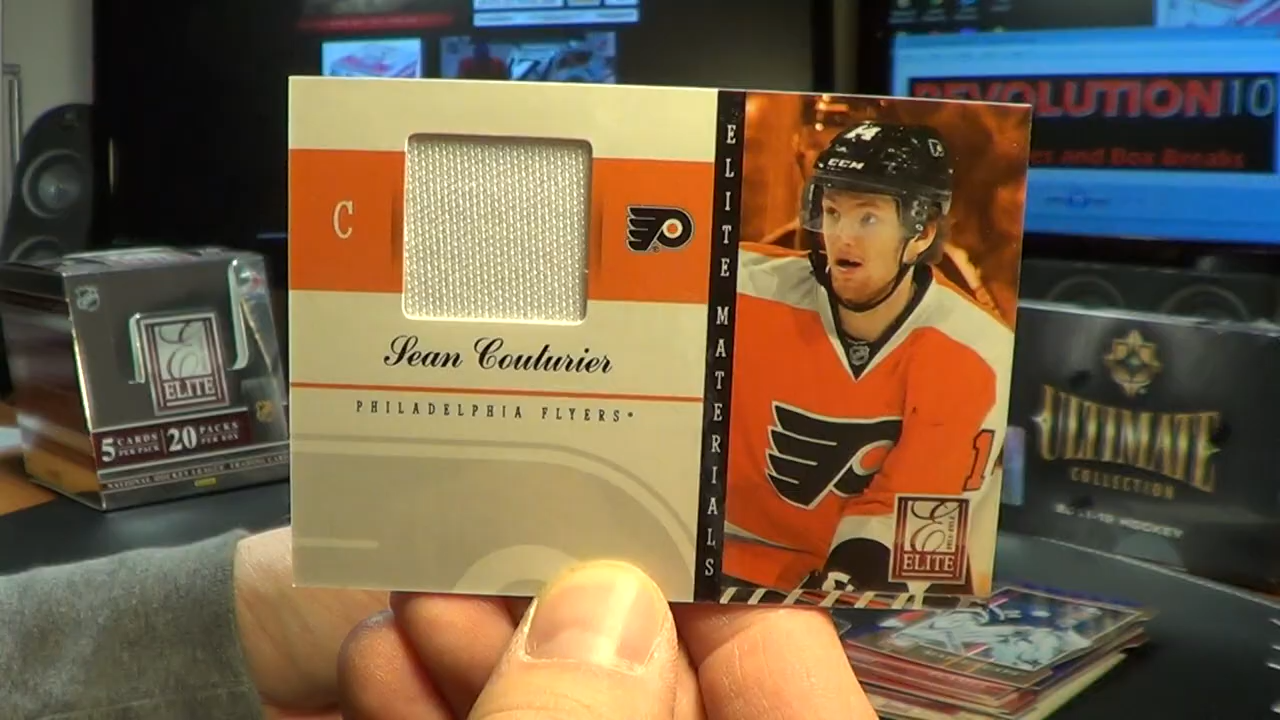 REVOLUTION10
and Box Breaks
C
Sean Couturier
PHILADELPHIA FLYERS
ELITE MATERIALS
14
CCM
ELITE
ELITE
5 CARDS PER PACK
20 PACKS PER BOX
NATIONAL HOCKEY LEAGUE TRADING CARDS
ULTIMATE
COLLECTION
HOCKEY